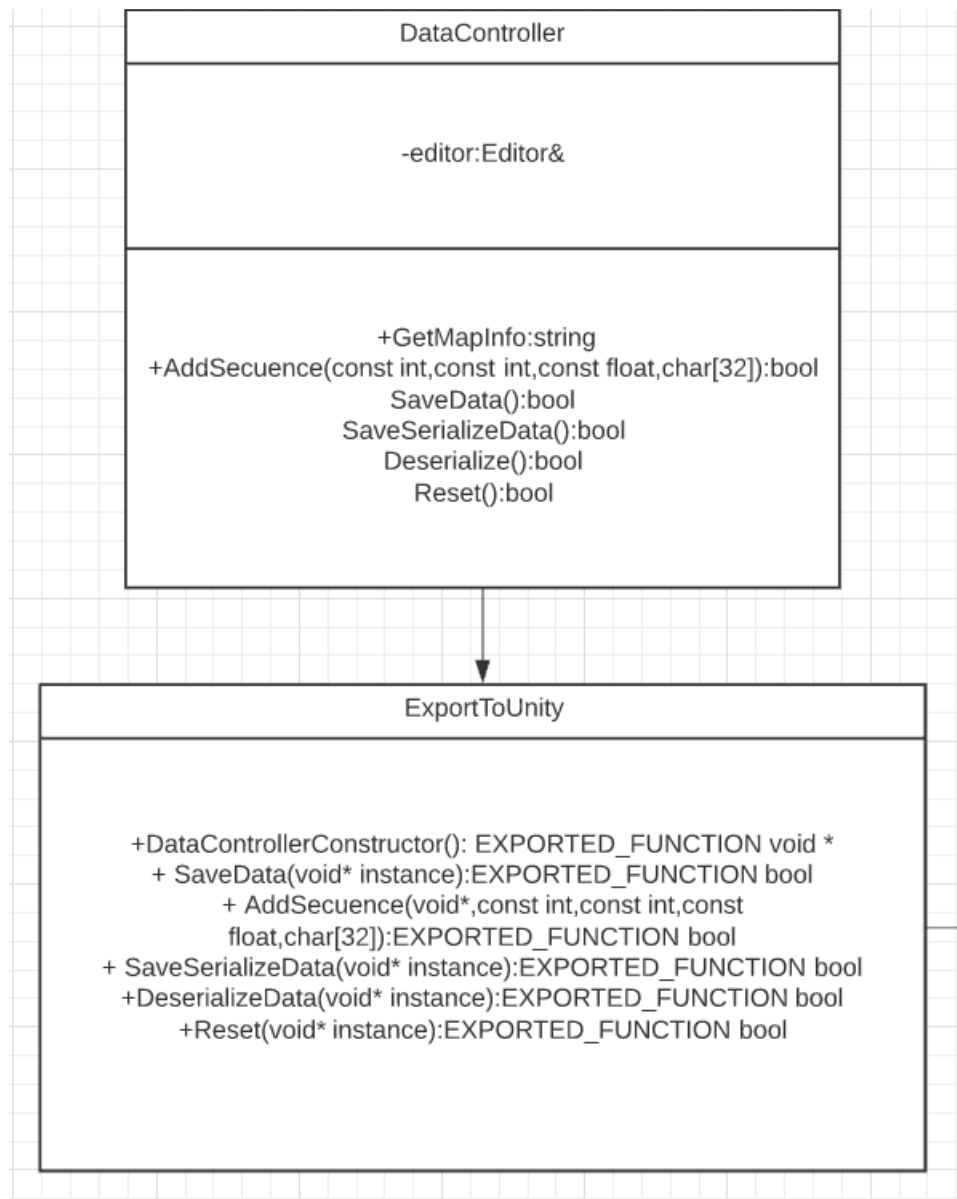 DataController
-editor:Editor&
+GetMapInfo:string
+AddSecuence(const int,const int,const float,char[32]):bool
SaveData():bool
SaveSerializeData():bool
Deserialize():bool
Reset():bool
ExportToUnity
+DataControllerConstructor(): EXPORTED_FUNCTION void *
+ SaveData(void* instance):EXPORTED_FUNCTION bool
+ AddSecuence(void*,const int,const int,const
float,char[32]):EXPORTED_FUNCTION bool
+ SaveSerializeData(void* instance):EXPORTED_FUNCTION bool
+DeserializeData(void* instance):EXPORTED_FUNCTION bool
+Reset(void* instance):EXPORTED_FUNCTION bool